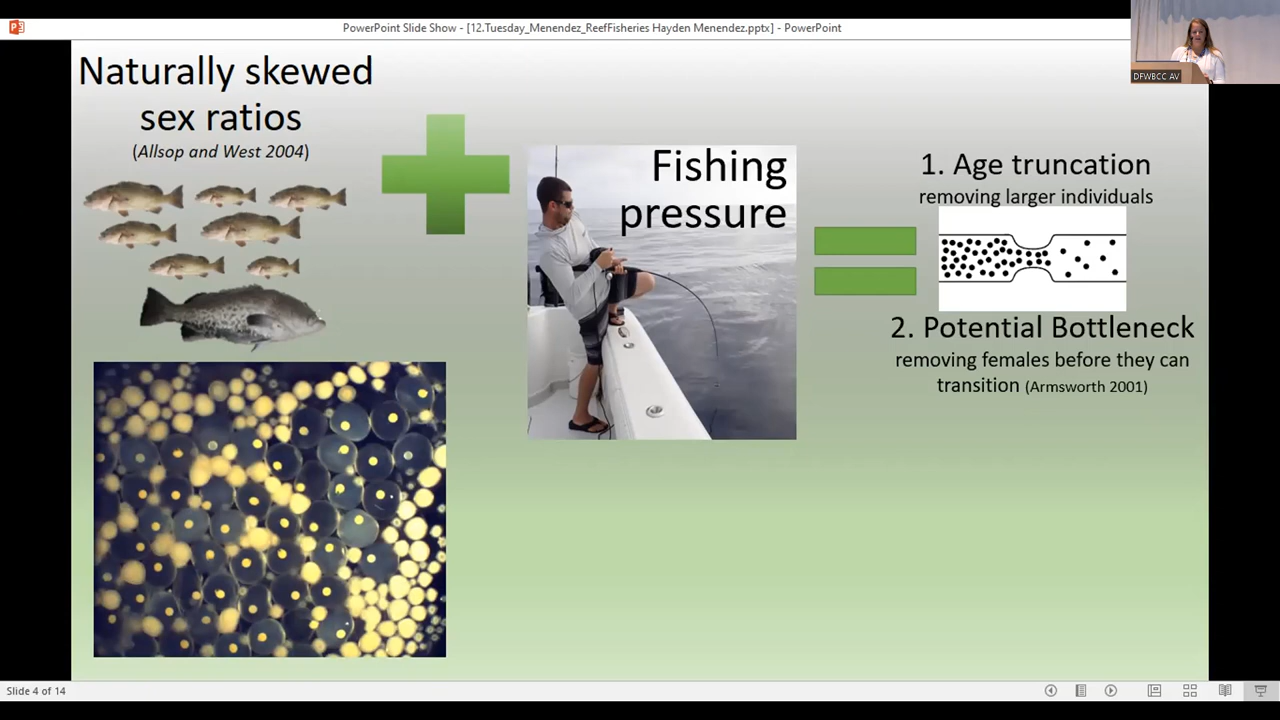 PowerPoint Slide Show - [12.Tuesday_Menendez_ReefFisheries Hayden Menendez.pptx] - PowerPoint
DFWBCC AV
Naturally skewed
sex ratios
(Allsop and West 2004)
Fishing
pressure
1. Age truncation
removing larger individuals
2. Potential Bottleneck
removing females before they can
transition (Armsworth 2001)
Slide 4 of 14